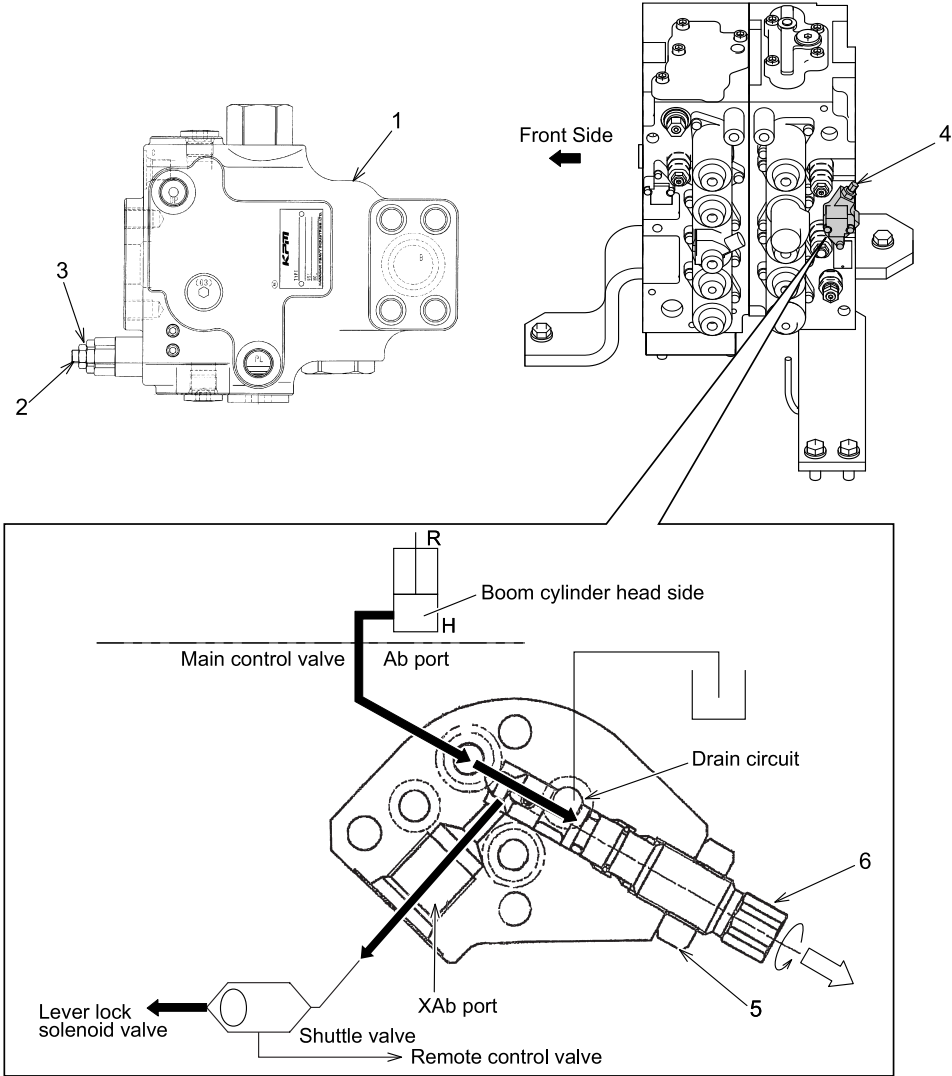 1
Front Side
4
3
2
KPM
R
Boom cylinder head side
H
Main control valve
Ab port
Drain circuit
6
XAb port
5
Lever lock
solenoid valve
Shuttle valve
Remote control valve